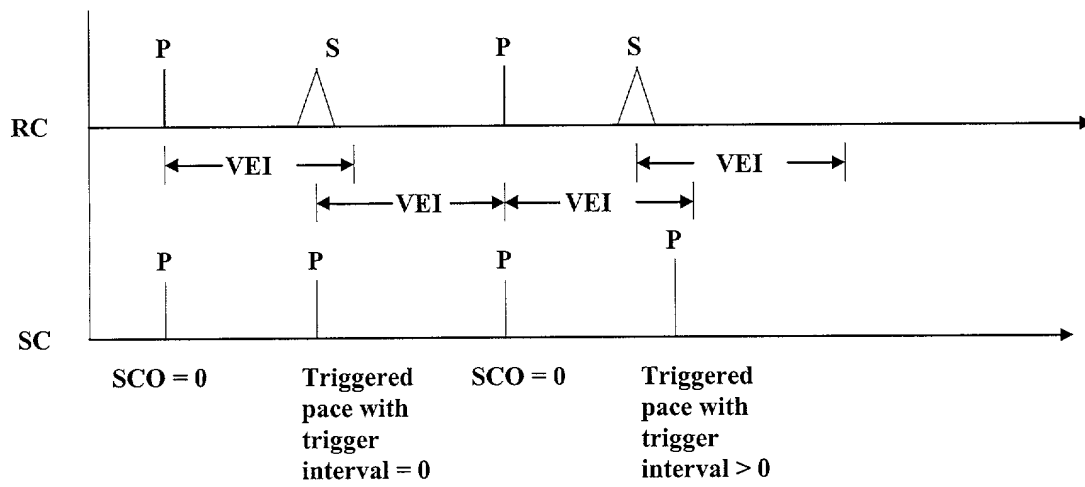 P S P S
RC
VEI VEI
VEI VEI
P P P P
SC
SCO = 0
Triggered
pace with
trigger
interval = 0
SCO = 0
Triggered
pace with
trigger
interval > 0